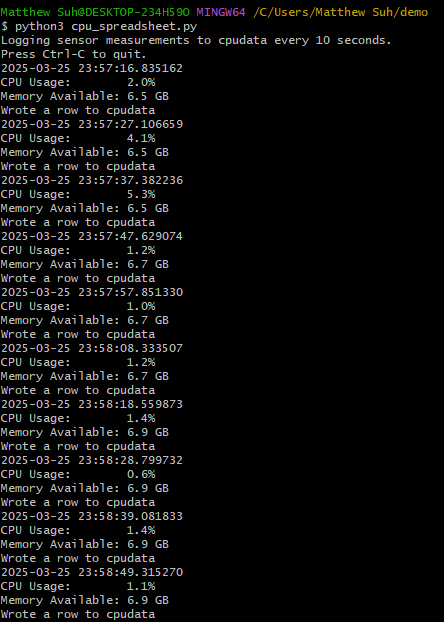 Matthew Suh@DESKTOP-234H59O MINGW64 /C/Users/Matthew Suh/demo
$ python3 cpu_spreadsheet.py
Logging sensor measurements to cpudata every 10 seconds.
Press Ctrl-C to quit.
2025-03-25 23:57:16.835162
CPU Usage:        2.0%
Memory Available: 6.5 GB
Wrote a row to cpudata
2025-03-25 23:57:27.106659
CPU Usage:        4.1%
Memory Available: 6.5 GB
Wrote a row to cpudata
2025-03-25 23:57:37.382236
CPU Usage:        5.3%
Memory Available: 6.5 GB
Wrote a row to cpudata
2025-03-25 23:57:47.629074
CPU Usage:        1.2%
Memory Available: 6.7 GB
Wrote a row to cpudata
2025-03-25 23:57:57.851330
CPU Usage:        1.0%
Memory Available: 6.7 GB
Wrote a row to cpudata
2025-03-25 23:58:08.333507
CPU Usage:        1.2%
Memory Available: 6.7 GB
Wrote a row to cpudata
2025-03-25 23:58:18.559873
CPU Usage:        1.4%
Memory Available: 6.9 GB
Wrote a row to cpudata
2025-03-25 23:58:28.799732
CPU Usage:        0.6%
Memory Available: 6.9 GB
Wrote a row to cpudata
2025-03-25 23:58:39.081833
CPU Usage:        1.4%
Memory Available: 6.9 GB
Wrote a row to cpudata
2025-03-25 23:58:49.315270
CPU Usage:        1.1%
Memory Available: 6.9 GB
Wrote a row to cpudata